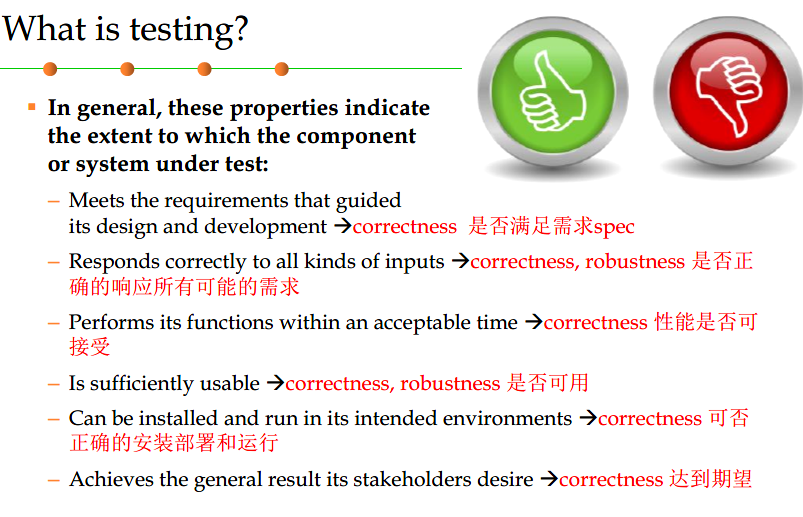 What is testing?
▪ In general, these properties indicate
the extent to which the component
or system under test:
– Meets the requirements that guided
its design and development →correctness 是否满足需求spec
– Responds correctly to all kinds of inputs →correctness, robustness 是否正
确的响应所有可能的需求
– Performs its functions within an acceptable time →correctness 性能是否可
接受
– Is sufficiently usable →correctness, robustness 是否可用
– Can be installed and run in its intended environments →correctness 可否
正确的安装部署和运行
– Achieves the general result its stakeholders desire →correctness 达到期望